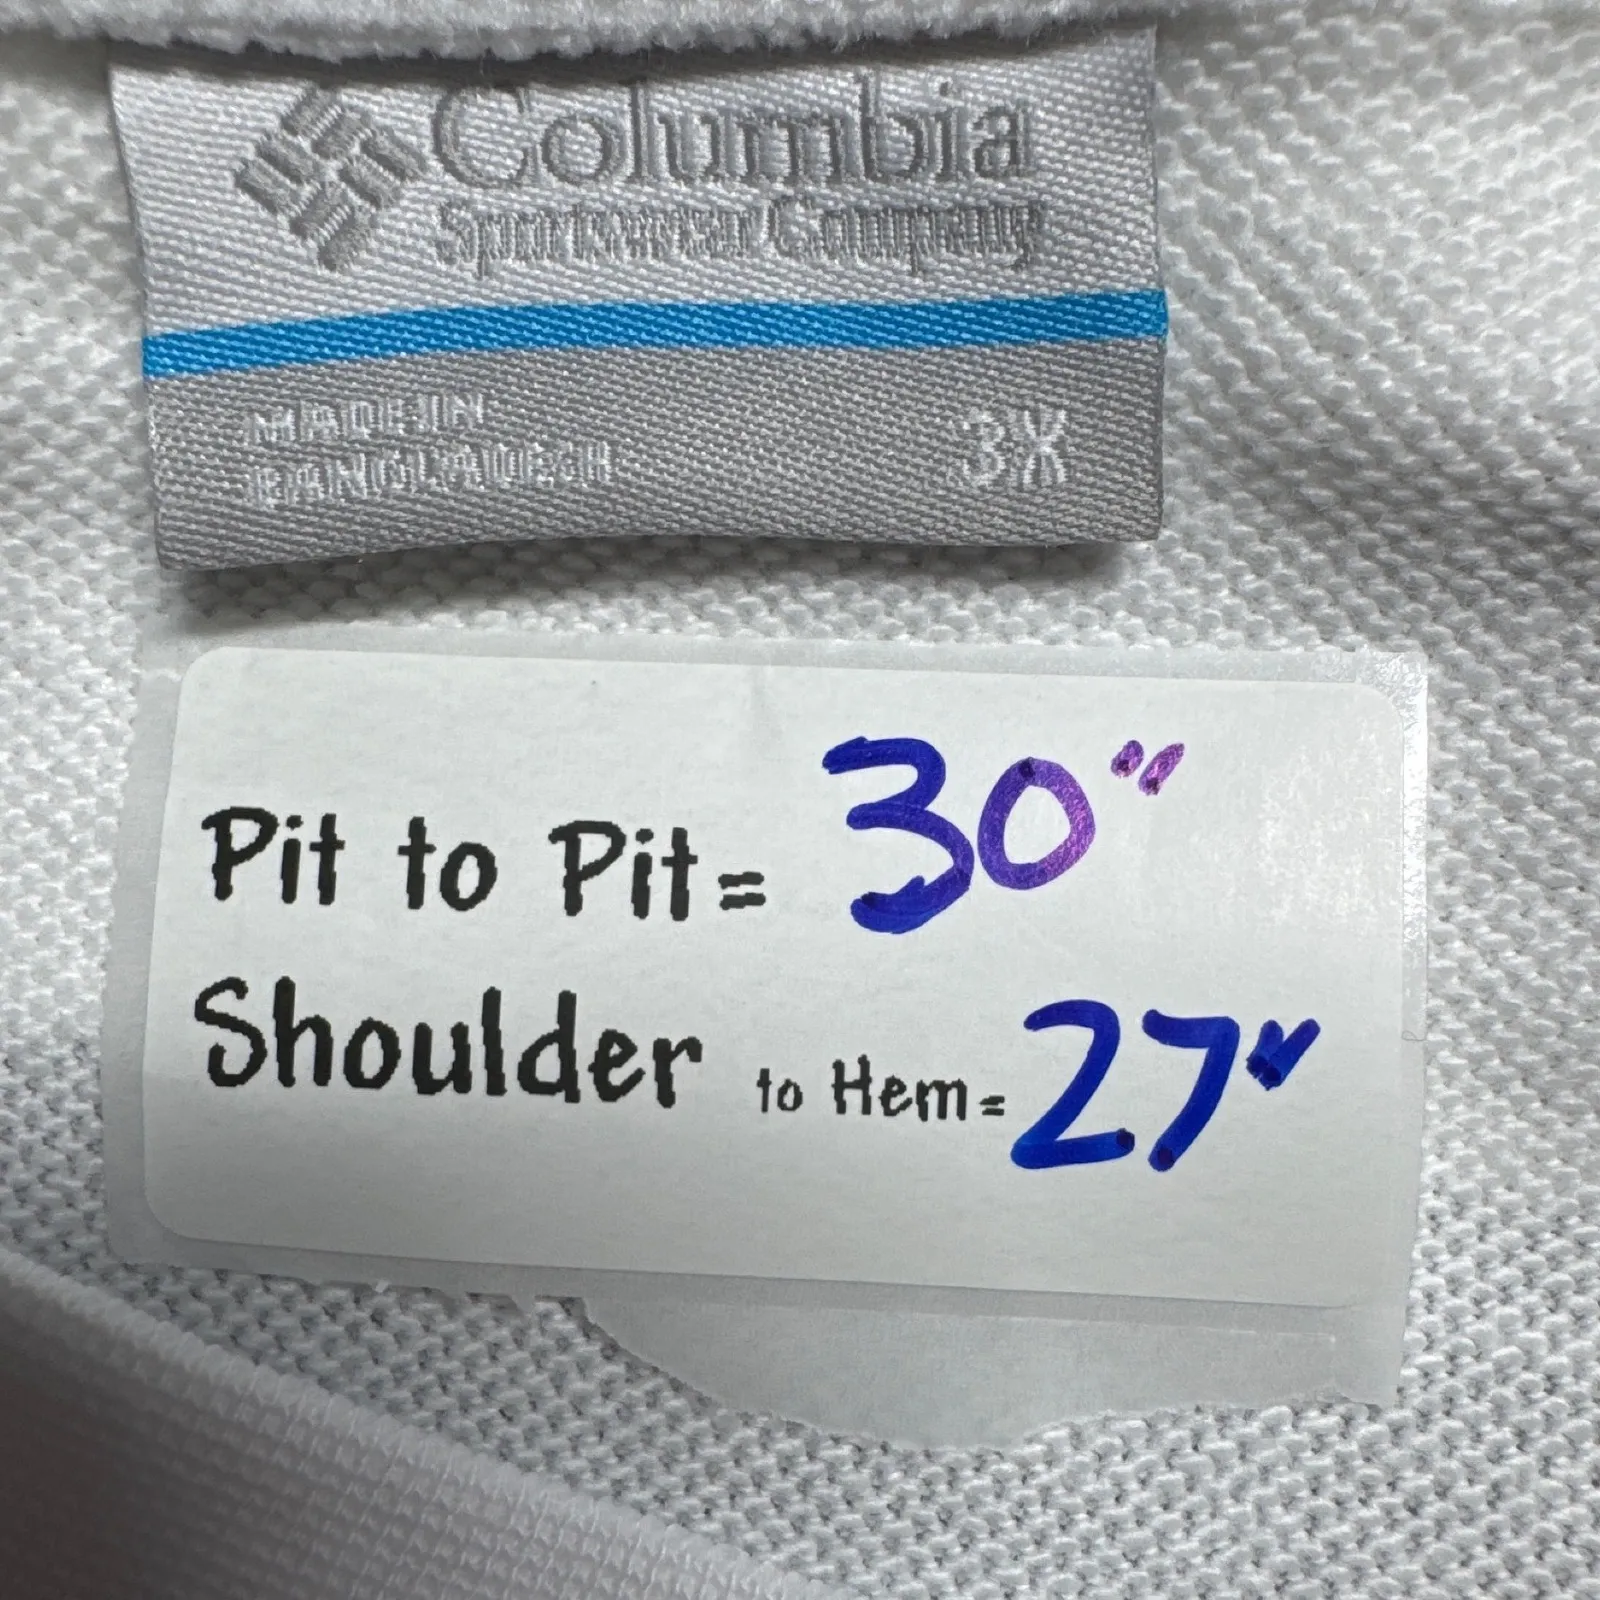 Columbia
Sportswear Company
MADE IN
BANGLADESH
3X
Pit to Pit= 30"
Shoulder to Hem= 27"